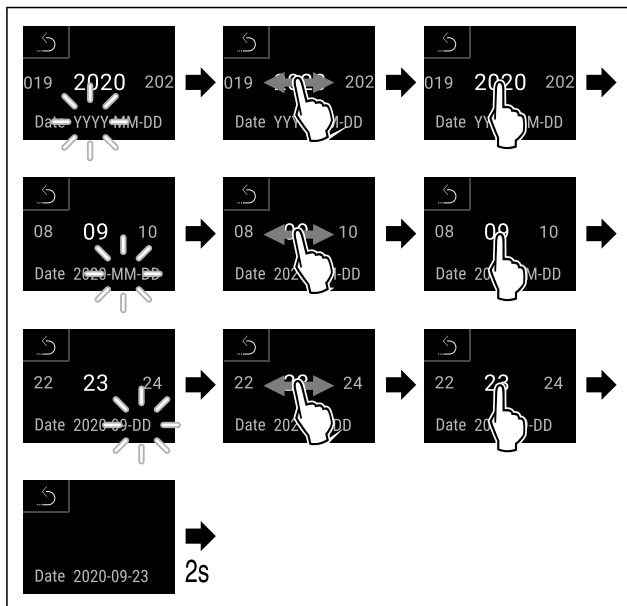 019 2020 202
Date YYYY-MM-DD
019 2020 202
Date YYY M-DD
019 2020 202
Date YY M-DD
08 09 10
Date 2020-MM-DD
08 10
Date 202 -DD
08 09 10
Date 20 M-DD
22 23 24
Date 2020-09-DD
22 24
Date 202 DD
22 23 24
Date 20 -DD
Date 2020-09-23
2s